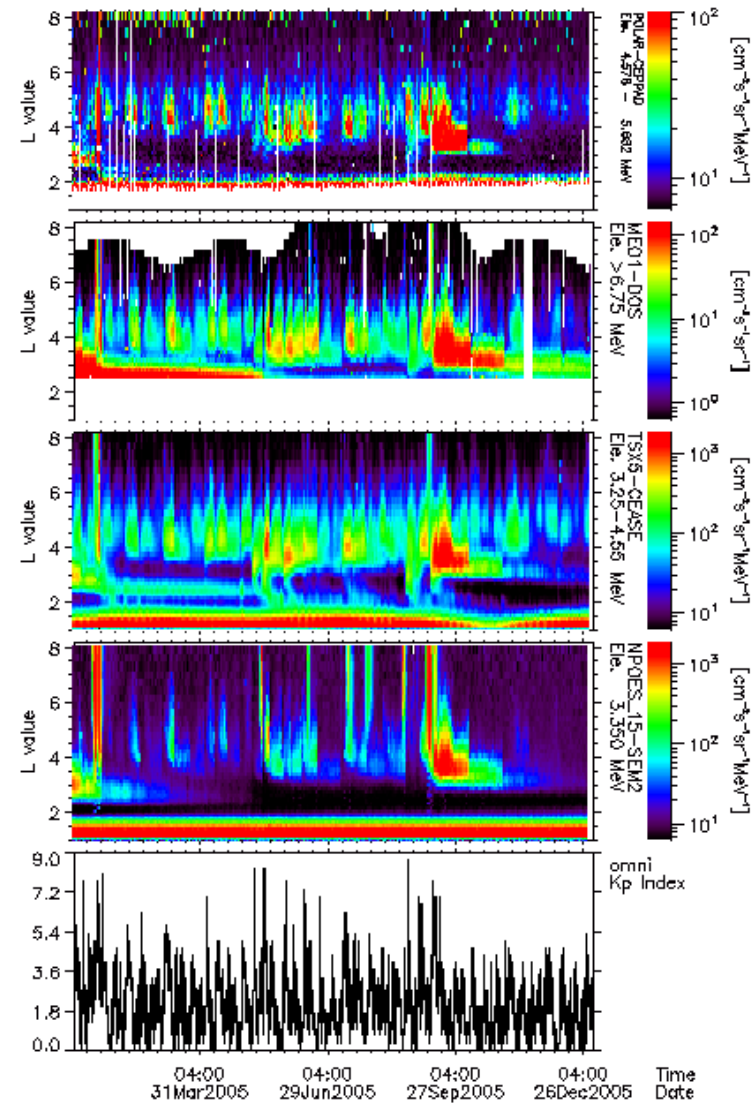 8
6
4
2
L value
POLAR-CEPPAD
Ele. 4.576 - 5.682 MeV
10²
10¹
[cm⁻²s⁻¹sr⁻¹MeV⁻¹]
8
6
4
2
L value
MEO1-DOS
Ele. >6.75 MeV
10²
10¹
10⁰
[cm⁻²s⁻¹sr⁻¹]
8
6
4
2
L value
TSX5-CEASE
Ele. 3.25-4.55 MeV
10³
10²
10¹
[cm⁻²s⁻¹sr⁻¹MeV⁻¹]
8
6
4
2
L value
NPOES_15-SEM2
Ele. 3.350 MeV
10³
10²
10¹
[cm⁻²s⁻¹sr⁻¹MeV⁻¹]
9.0
7.2
5.4
3.6
1.8
0.0
omni
Kp Index
04:00 04:00 04:00 04:00 Time
31Mar2005 29Jun2005 27Sep2005 26Dec2005 Date